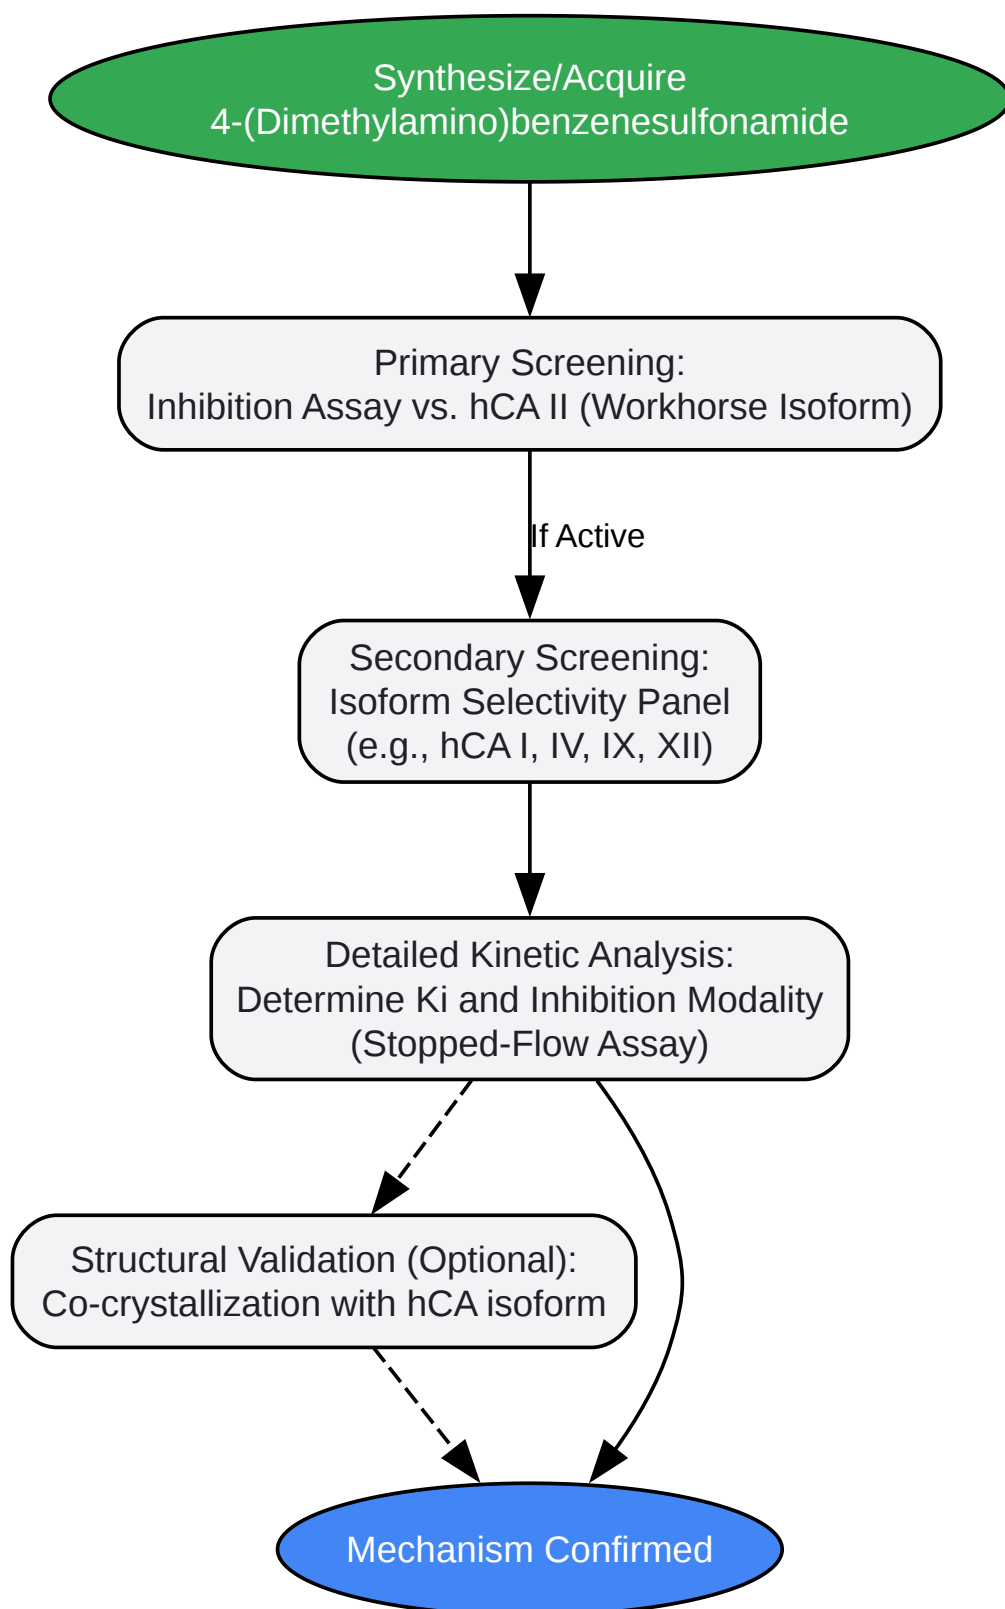 Synthesize/Acquire
4-(Dimethylamino)benzenesulfonamide
Primary Screening:
Inhibition Assay vs. hCA II (Workhorse Isoform)
If Active
Secondary Screening:
Isoform Selectivity Panel
(e.g., hCA I, IV, IX, XII)
Detailed Kinetic Analysis:
Determine Ki and Inhibition Modality
(Stopped-Flow Assay)
Structural Validation (Optional):
Co-crystallization with hCA isoform
Mechanism Confirmed